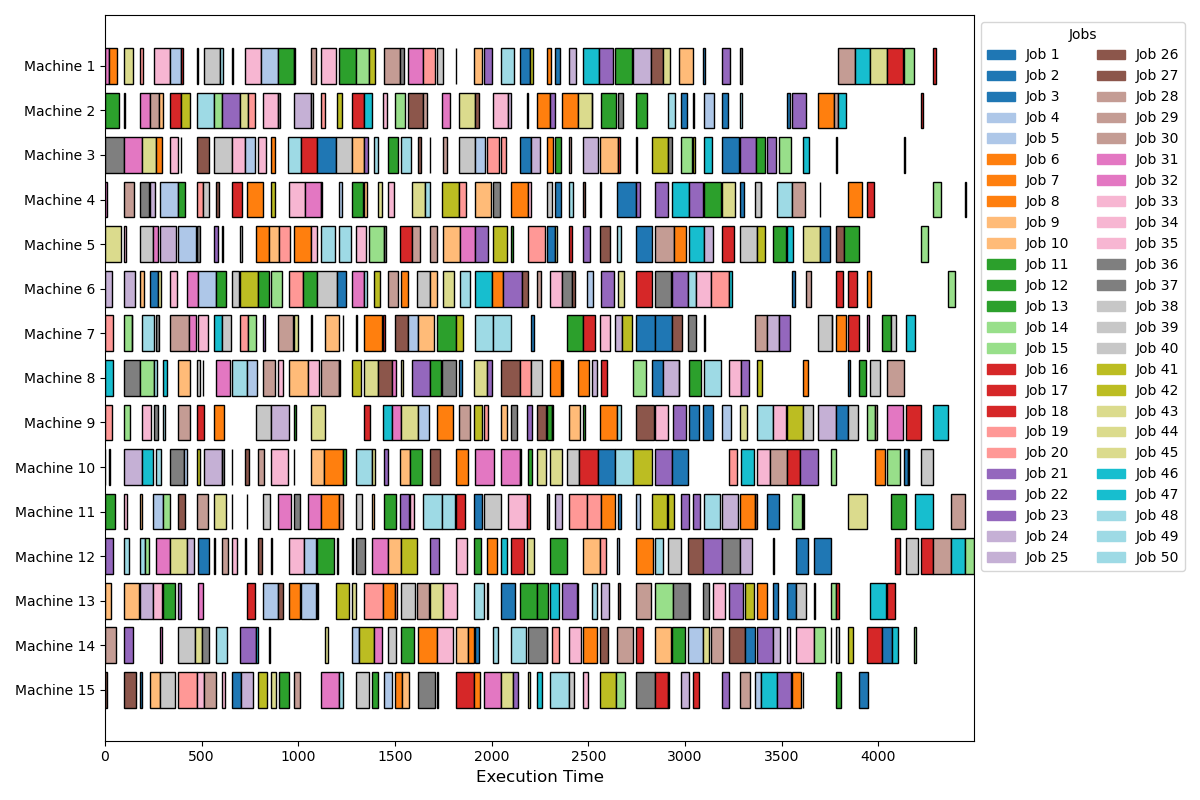 Machine 1
Machine 2
Machine 3
Machine 4
Machine 5
Machine 6
Machine 7
Machine 8
Machine 9
Machine 10
Machine 11
Machine 12
Machine 13
Machine 14
Machine 15
0 500 1000 1500 2000 2500 3000 3500 4000
Execution Time
Jobs
Job 1 Job 26
Job 2 Job 27
Job 3 Job 28
Job 4 Job 29
Job 5 Job 30
Job 6 Job 31
Job 7 Job 32
Job 8 Job 33
Job 9 Job 34
Job 10 Job 35
Job 11 Job 36
Job 12 Job 37
Job 13 Job 38
Job 14 Job 39
Job 15 Job 40
Job 16 Job 41
Job 17 Job 42
Job 18 Job 43
Job 19 Job 44
Job 20 Job 45
Job 21 Job 46
Job 22 Job 47
Job 23 Job 48
Job 24 Job 49
Job 25 Job 50